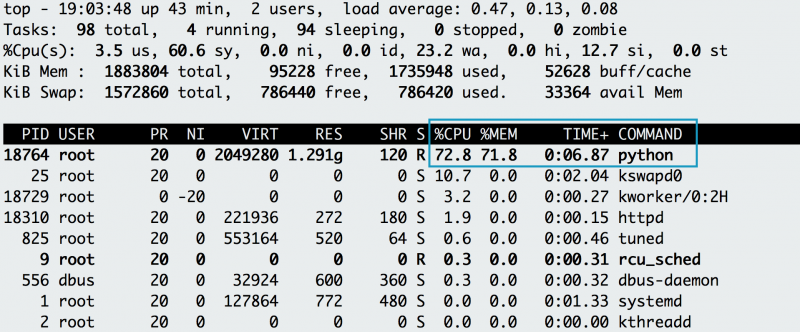 top - 19:03:48 up 43 min,  2 users,  load average: 0.47, 0.13, 0.08
Tasks:  98 total,   4 running,  94 sleeping,   0 stopped,   0 zombie
%Cpu(s):  3.5 us, 60.6 sy,  0.0 ni,  0.0 id, 23.2 wa,  0.0 hi, 12.7 si,  0.0 st
KiB Mem :  1883804 total,    95228 free,  1735948 used,    52628 buff/cache
KiB Swap:  1572860 total,   786440 free,   786420 used.    33364 avail Mem
PID USER PR NI VIRT RES SHR S %CPU %MEM TIME+ COMMAND
18764 root 20 0 2049280 1.291g 120 R 72.8 71.8 0:06.87 python
25 root 20 0 0 0 0 S 10.7 0.0 0:02.04 kswapd0
18729 root 0 -20 0 0 0 S 3.2 0.0 0:00.27 kworker/0:2H
18310 root 20 0 221936 272 180 S 1.9 0.0 0:00.15 httpd
825 root 20 0 553164 520 64 S 0.6 0.0 0:00.46 tuned
9 root 20 0 0 0 0 R 0.3 0.0 0:00.31 rcu_sched
556 dbus 20 0 32924 600 360 S 0.3 0.0 0:00.32 dbus-daemon
1 root 20 0 127864 772 480 S 0.0 0.0 0:01.33 systemd
2 root 20 0 0 0 0 S 0.0 0.0 0:00.00 kthreadd